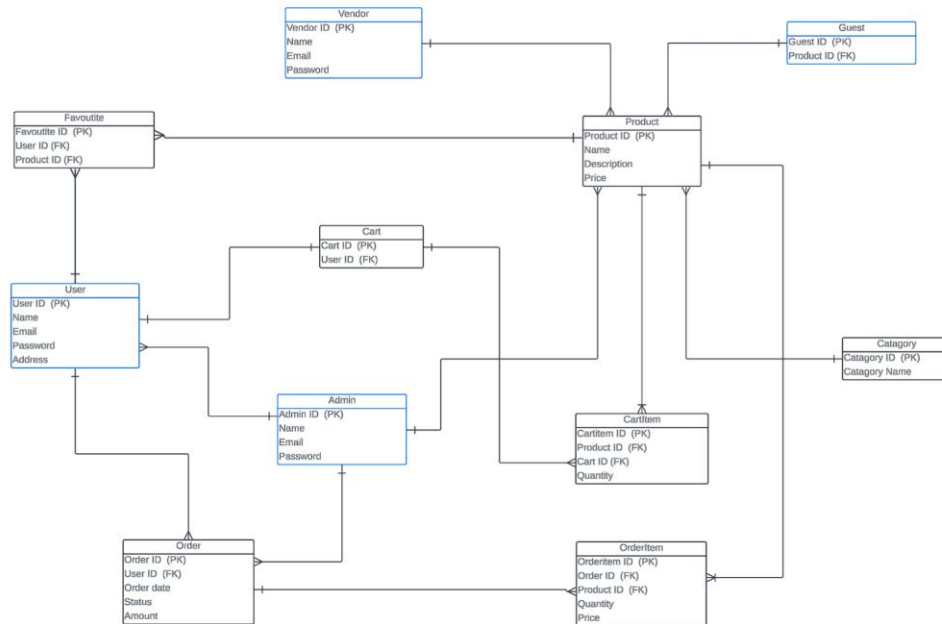 Vendor
Vendor ID (PK)
Name
Email
Password
Guest
Guest ID (PK)
Product ID (FK)
Favoutite
Favoutite ID (PK)
User ID (FK)
Product ID (FK)
Product
Product ID (PK)
Name
Description
Price
Cart
Cart ID (PK)
User ID (FK)
User
User ID (PK)
Name
Email
Password
Address
Catagory
Catagory ID (PK)
Catagory Name
Admin
Admin ID (PK)
Name
Email
Password
CartItem
Cartitem ID (PK)
Product ID (FK)
Cart ID (FK)
Quantity
Order
Order ID (PK)
User ID (FK)
Order date
Status
Amount
OrderItem
Orderitem ID (PK)
Order ID (FK)
Product ID (FK)
Quantity
Price